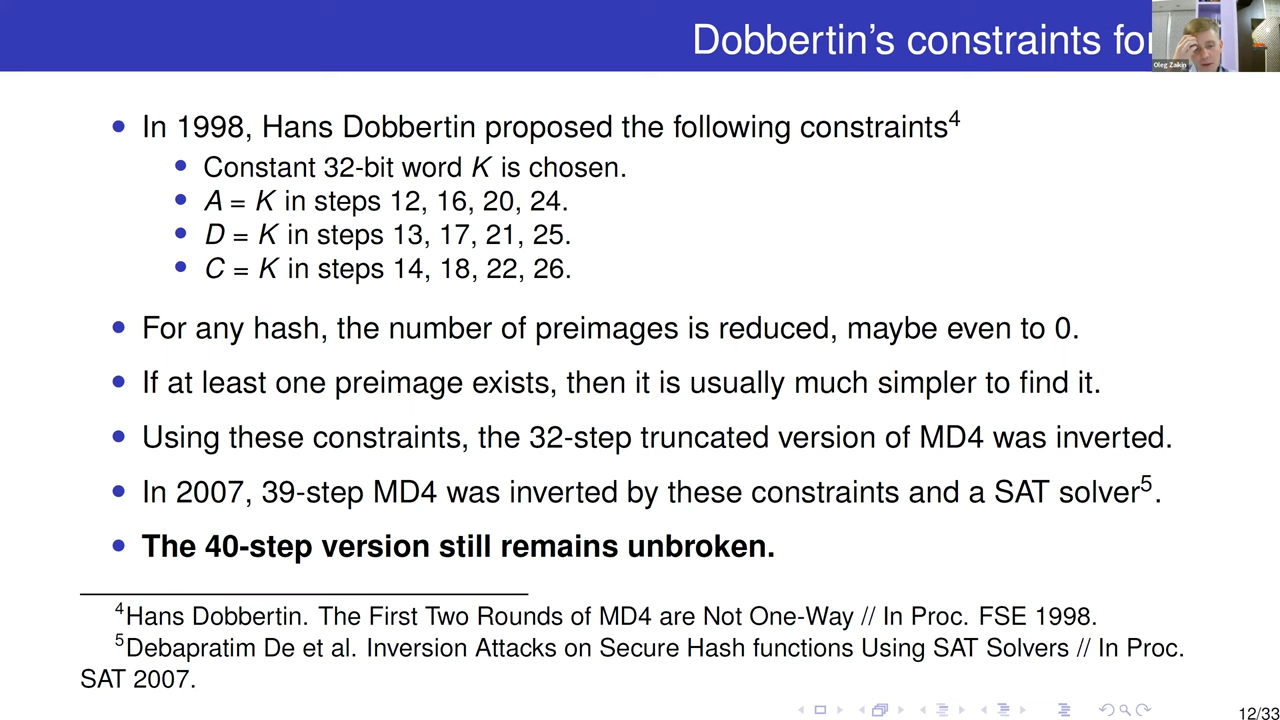 Dobbertin's constraints for
Oleg Zaikin
• In 1998, Hans Dobbertin proposed the following constraints⁴
• Constant 32-bit word K is chosen.
• A = K in steps 12, 16, 20, 24.
• D = K in steps 13, 17, 21, 25.
• C = K in steps 14, 18, 22, 26.
• For any hash, the number of preimages is reduced, maybe even to 0.
• If at least one preimage exists, then it is usually much simpler to find it.
• Using these constraints, the 32-step truncated version of MD4 was inverted.
• In 2007, 39-step MD4 was inverted by these constraints and a SAT solver⁵.
• The 40-step version still remains unbroken.
⁴Hans Dobbertin. The First Two Rounds of MD4 are Not One-Way // In Proc. FSE 1998.
⁵Debapratim De et al. Inversion Attacks on Secure Hash functions Using SAT Solvers // In Proc.
SAT 2007.
12/33